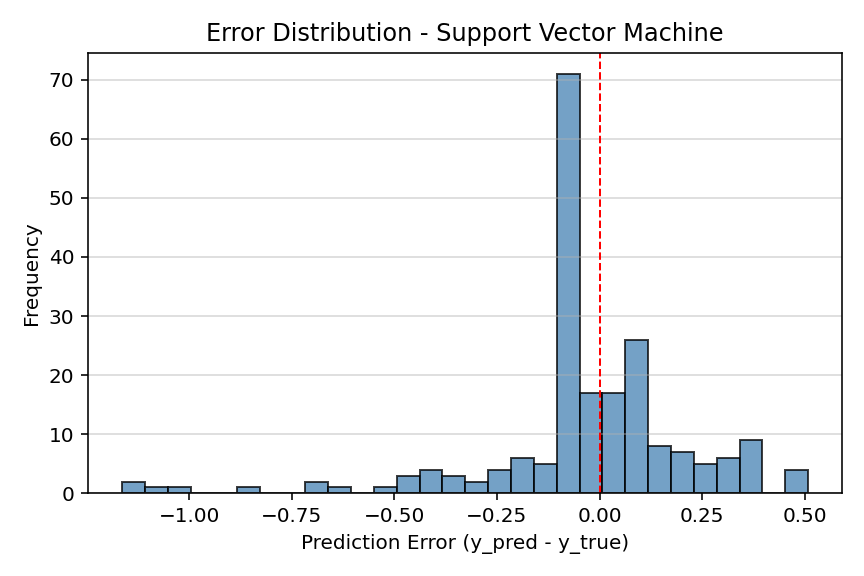 Error Distribution - Support Vector Machine
70
60
50
40
30
20
10
0
Frequency
−1.00 −0.75 −0.50 −0.25 0.00 0.25 0.50
Prediction Error (y_pred - y_true)